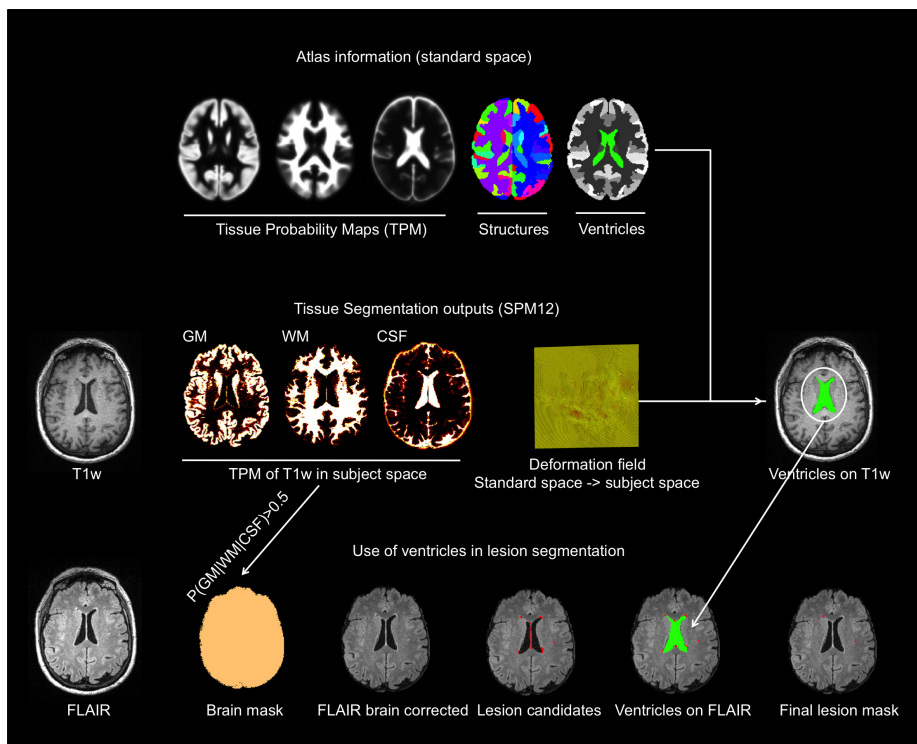 Atlas information (standard space)
Tissue Probability Maps (TPM)
Structures
Ventricles
Tissue Segmentation outputs (SPM12)
GM
WM
CSF
T1w
TPM of T1w in subject space
Deformation field
Standard space -> subject space
Ventricles on T1w
P(GM|WM|CSF)>0.5
Use of ventricles in lesion segmentation
FLAIR
Brain mask
FLAIR brain corrected
Lesion candidates
Ventricles on FLAIR
Final lesion mask